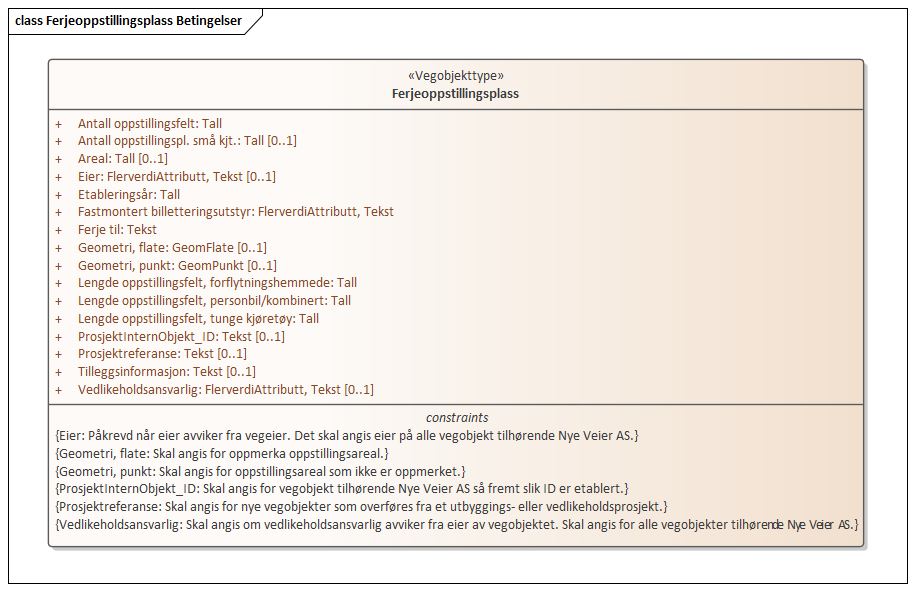 class Ferjeoppstillingsplass Betingelser
«Vegobjekttype»
Ferjeoppstillingsplass
+ Antall oppstillingsfelt: Tall
+ Antall oppstillingspl. små kjt.: Tall [0..1]
+ Areal: Tall [0..1]
+ Eier: FlerverdiAttributt, Tekst [0..1]
+ Etableringsår: Tall
+ Fastmontert billetteringsutstyr: FlerverdiAttributt, Tekst
+ Ferje til: Tekst
+ Geometri, flate: GeomFlate [0..1]
+ Geometri, punkt: GeomPunkt [0..1]
+ Lengde oppstillingsfelt, forflytningshemmede: Tall
+ Lengde oppstillingsfelt, personbil/kombinert: Tall
+ Lengde oppstillingsfelt, tunge kjøretøy: Tall
+ ProsjektInternObjekt_ID: Tekst [0..1]
+ Prosjektreferanse: Tekst [0..1]
+ Tilleggsinformasjon: Tekst [0..1]
+ Vedlikeholdsansvarlig: FlerverdiAttributt, Tekst [0..1]
constraints
{Eier: Påkrevd når eier avviker fra vegeier. Det skal angis eier på alle vegobjekt tilhørende Nye Veier AS.}
{Geometri, flate: Skal angis for oppmerka oppstillingsareal.}
{Geometri, punkt: Skal angis for oppstillingsareal som ikke er oppmerket.}
{ProsjektInternObjekt_ID: Skal angis for vegobjekt tilhørende Nye Veier AS så fremt slik ID er etablert.}
{Prosjektreferanse: Skal angis for nye vegobjekter som overføres fra et utbyggings- eller vedlikeholdsprosjekt.}
{Vedlikeholdsansvarlig: Skal angis om vedlikeholdsansvarlig avviker fra eier av vegobjektet. Skal angis for alle vegobjekter tilhørende Nye Veier AS.}